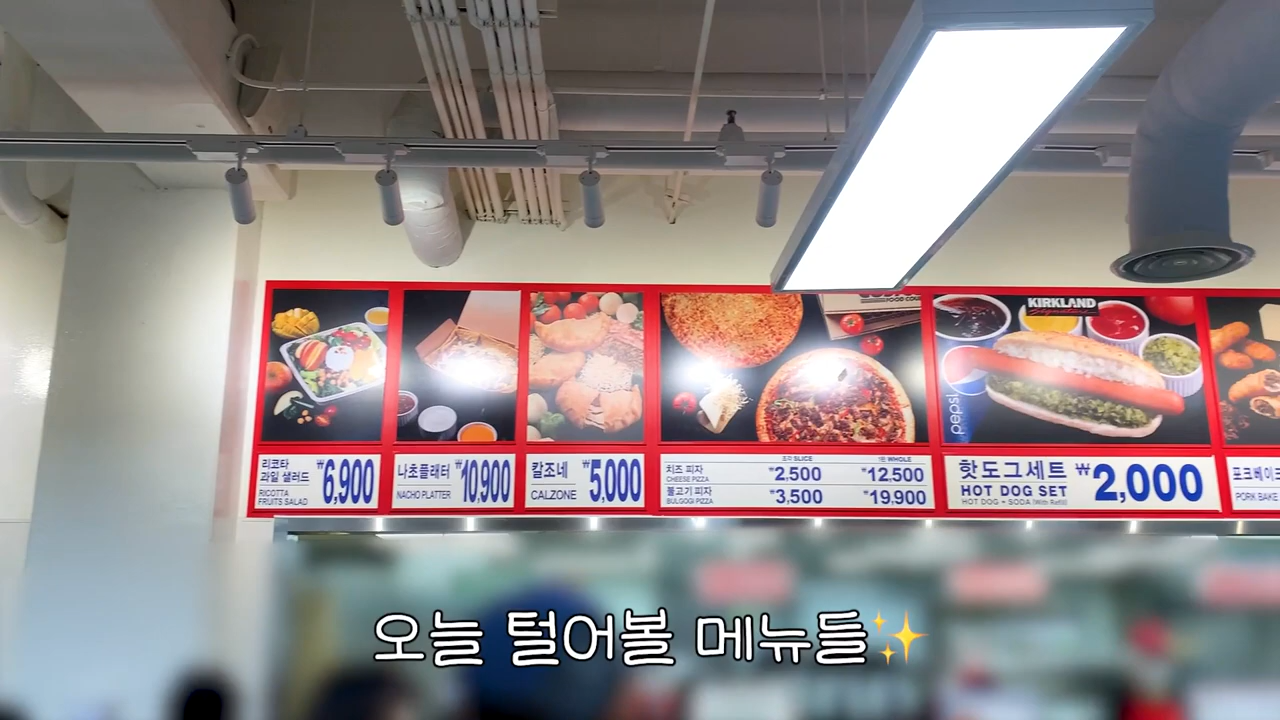 KIRKLAND
Signature
FOOD COU
pepsi
리코타
과일 샐러드
RICOTTA
FRUITS SALAD
₩6,900
나초플래터
NACHO PLATTER
₩10,900
칼조네
CALZONE
₩5,000
조각 SLICE
1판 WHOLE
치즈 피자
CHEESE PIZZA
₩2,500
₩12,500
불고기 피자
BULGOGI PIZZA
₩3,500
₩19,900
핫도그세트
HOT DOG SET
HOT DOG + SODA (With Refill)
₩2,000
포크베이크
PORK BAKE
오늘 털어볼 메뉴들✨